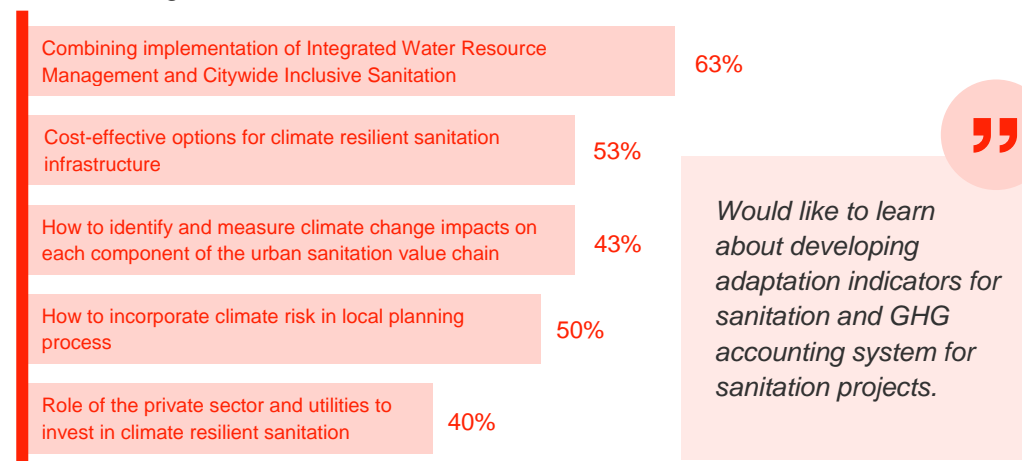 Combining implementation of Integrated Water Resource
Management and Citywide Inclusive Sanitation
63%
Cost-effective options for climate resilient sanitation
infrastructure
53%
How to identify and measure climate change impacts on
each component of the urban sanitation value chain
43%
How to incorporate climate risk in local planning
process
50%
Role of the private sector and utilities to
invest in climate resilient sanitation
40%
”
Would like to learn
about developing
adaptation indicators for
sanitation and GHG
accounting system for
sanitation projects.